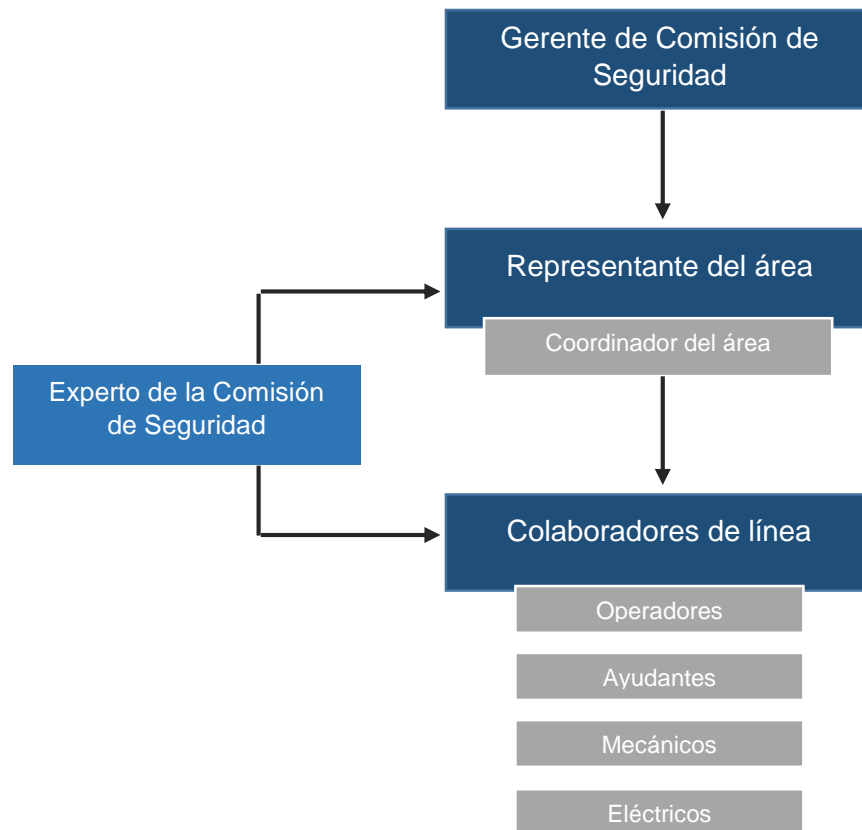 Gerente de Comisión de
Seguridad
Representante del área
Coordinador del área
Experto de la Comisión
de Seguridad
Colaboradores de línea
Operadores
Ayudantes
Mecánicos
Eléctricos